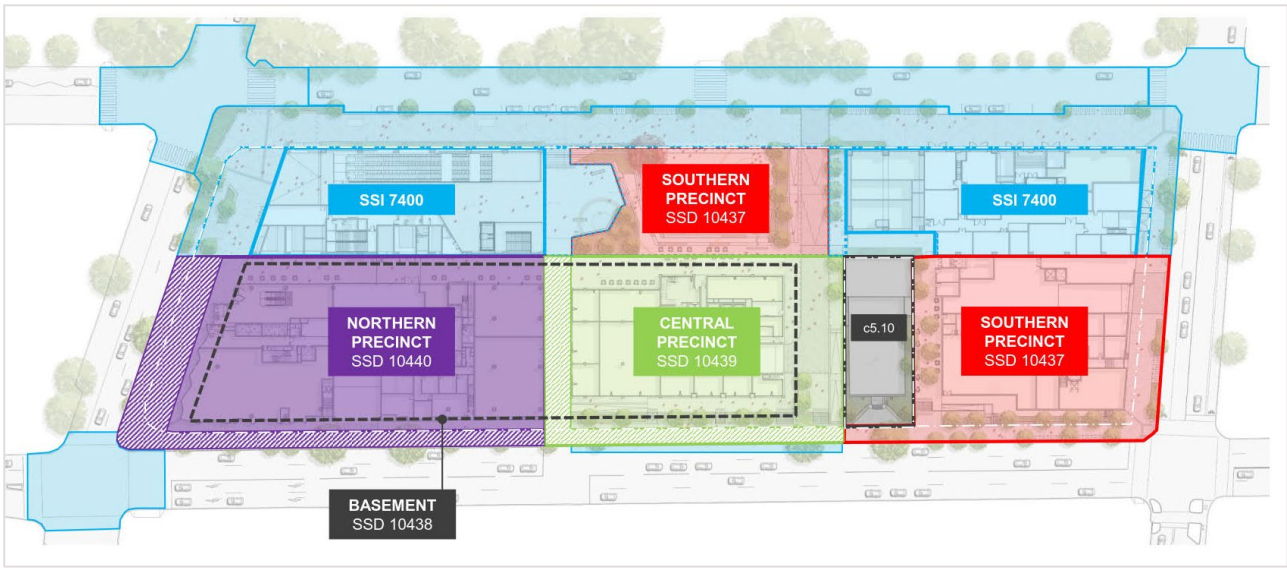 SSI 7400
SOUTHERN
PRECINCT
SSD 10437
SSI 7400
NORTHERN
PRECINCT
SSD 10440
CENTRAL
PRECINCT
SSD 10439
c5.10
SOUTHERN
PRECINCT
SSD 10437
BASEMENT
SSD 10438